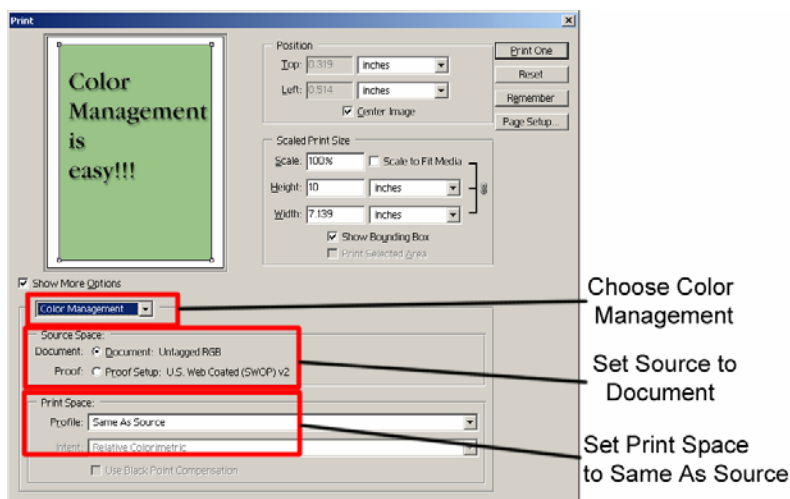 Print
Color
Management
is
easy!!!
Position
Top: 0.319 inches
Left: 0.514 inches
Center Image
Scaled Print Size
Scale: 100% Scale to Fit Media
Height: 10 inches
Width: 7.139 inches
Show Bounding Box
Print Selected Area
Print One
Reset
Remember
Page Setup...
Show More Options
Color Management
Source Space:
Document: Document: Untagged RGB
Proof: Proof Setup: U.S. Web Coated (SWOP) v2
Print Space:
Profile: Same As Source
Intent: Relative Colorimetric
Use Black Point Compensation
Choose Color
Management
Set Source to
Document
Set Print Space
to Same As Source